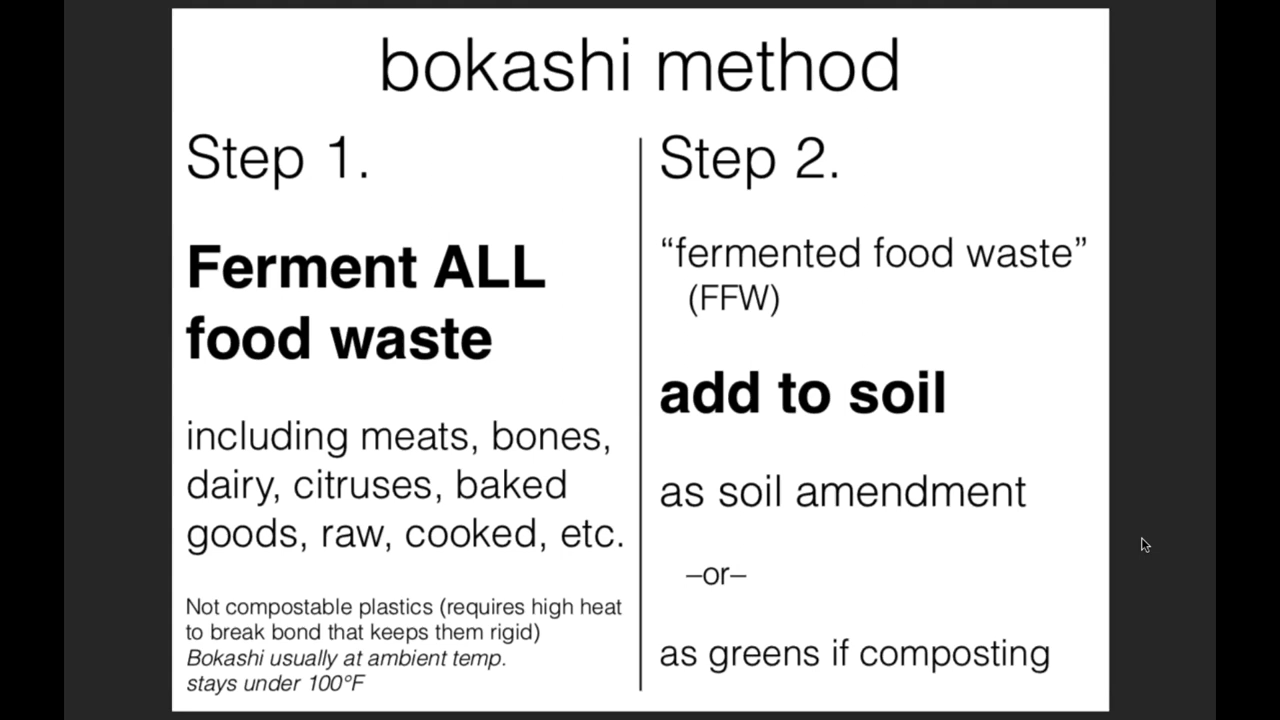 bokashi method
Step 1.
Ferment ALL
food waste
including meats, bones,
dairy, citruses, baked
goods, raw, cooked, etc.
Not compostable plastics (requires high heat
to break bond that keeps them rigid)
Bokashi usually at ambient temp.
stays under 100°F
Step 2.
“fermented food waste”
(FFW)
add to soil
as soil amendment
–or–
as greens if composting